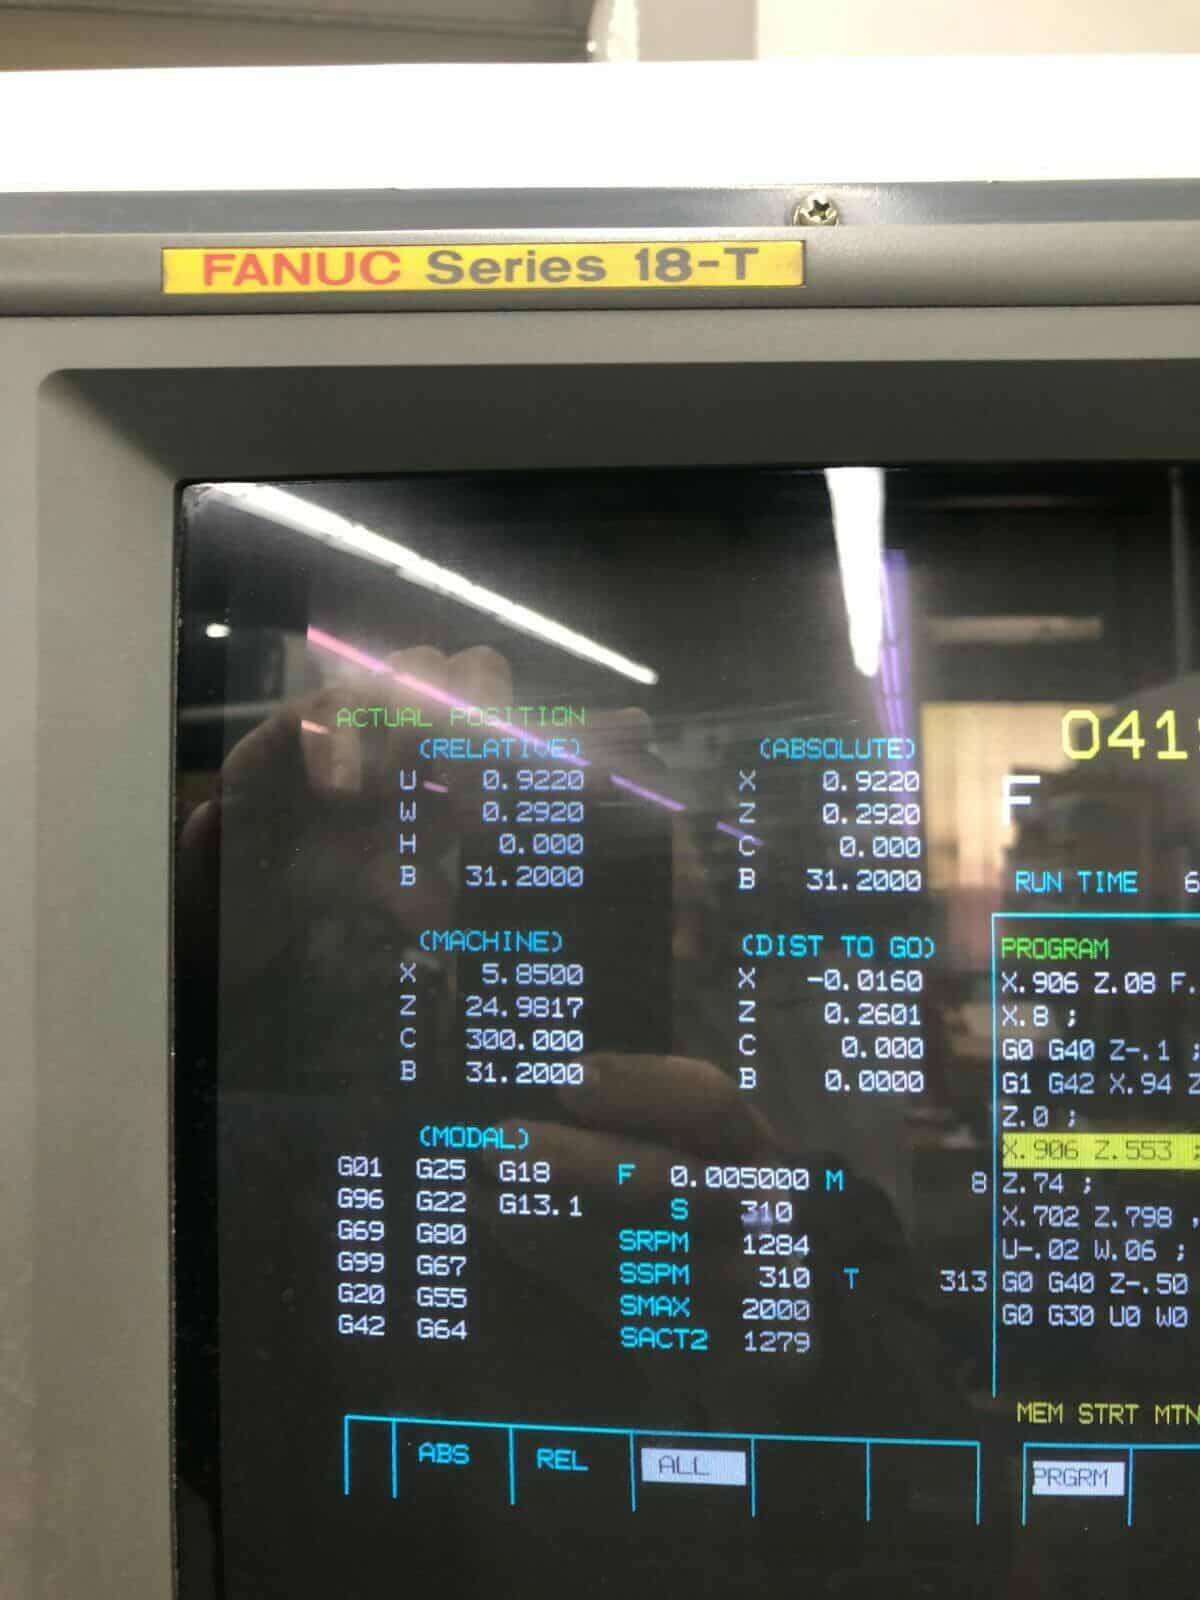 FANUC Series 18-T
ACTUAL POSITION
(RELATIVE)
U 0.9220
W 0.2920
H 0.000
B 31.2000
(ABSOLUTE)
X 0.9220
Z 0.2920
C 0.000
B 31.2000
(MACHINE)
X 5.8500
Z 24.9817
C 300.000
B 31.2000
(DIST TO GO)
X -0.0160
Z 0.2601
C 0.000
B 0.0000
(MODAL)
G01 G25 G18 F 0.005000 M 8
G96 G22 G13.1 S 310
G69 G80 SRPM 1284
G99 G67 SSPM 310 T 313
G20 G55 SMAX 2000
G42 G64 SACT2 1279
ABS REL ALL
O41
F
RUN TIME 6
PROGRAM
X.906 Z.08 F.
X.8 ;
G0 G40 Z-.1 ;
G1 G42 X.94 Z
Z.0 ;
X.906 Z.553 ;
Z.74 ;
X.702 Z.798 .
U-.02 W.06 ;
G0 G40 Z-.50
G0 G30 U0 W0
MEM STRT MTN
PRGRM